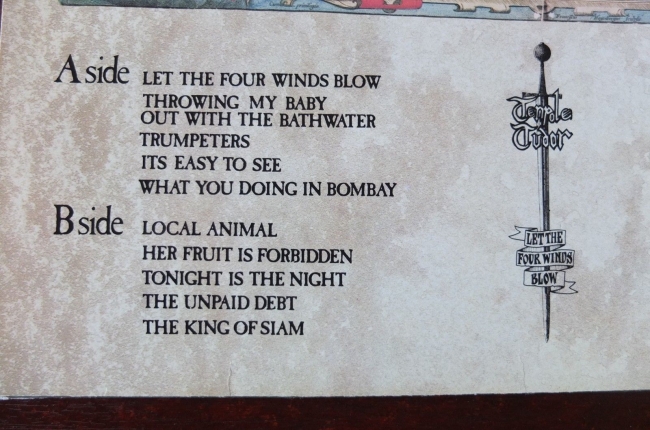 A side LET THE FOUR WINDS BLOW
THROWING MY BABY
OUT WITH THE BATHWATER
TRUMPETERS
ITS EASY TO SEE
WHAT YOU DOING IN BOMBAY
B side LOCAL ANIMAL
HER FRUIT IS FORBIDDEN
TONIGHT IS THE NIGHT
THE UNPAID DEBT
THE KING OF SIAM
Tenpole
Tudor
LET THE
FOUR WINDS
BLOW